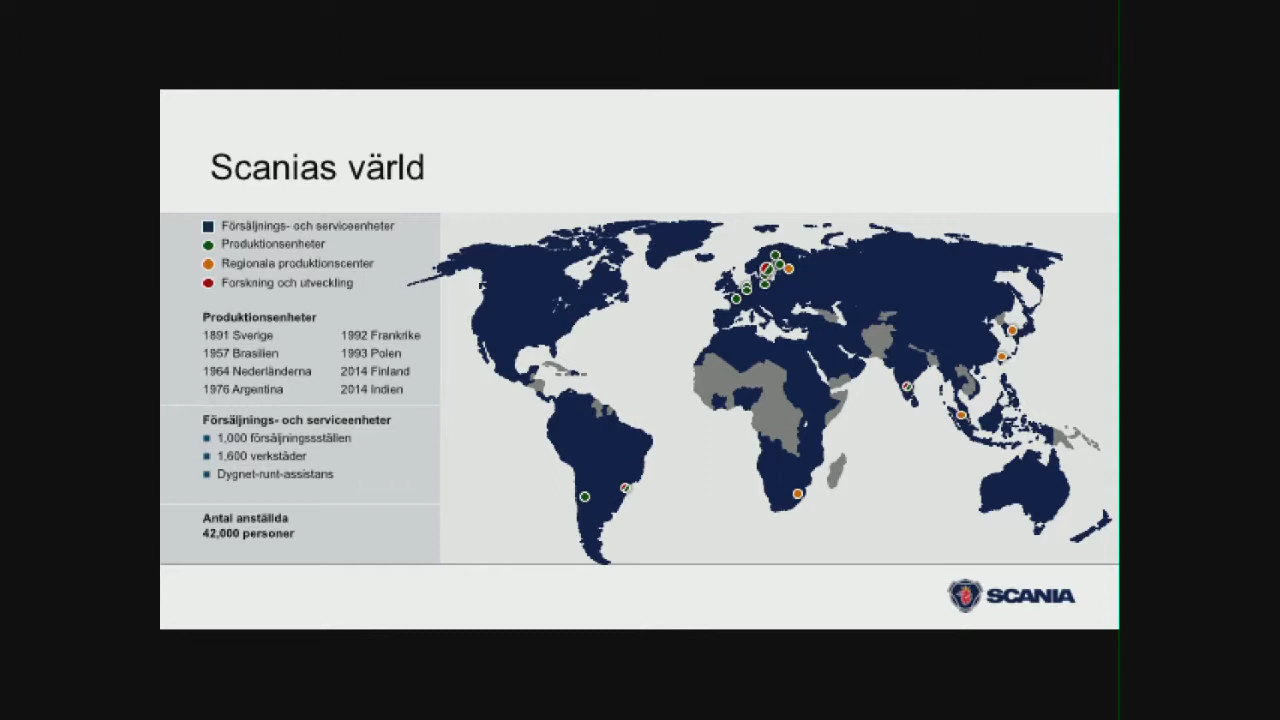 Scanias värld
Försäljnings- och serviceenheter
Produktionsenheter
Regionala produktionscenter
Forskning och utveckling
Produktionsenheter
1891 Sverige
1957 Brasilien
1964 Nederländerna
1976 Argentina
1992 Frankrike
1993 Polen
2014 Finland
2014 Indien
Försäljnings- och serviceenheter
1,000 försäljningssställen
1,600 verkstäder
Dygnet-runt-assistans
Antal anställda
42,000 personer
SCANIA